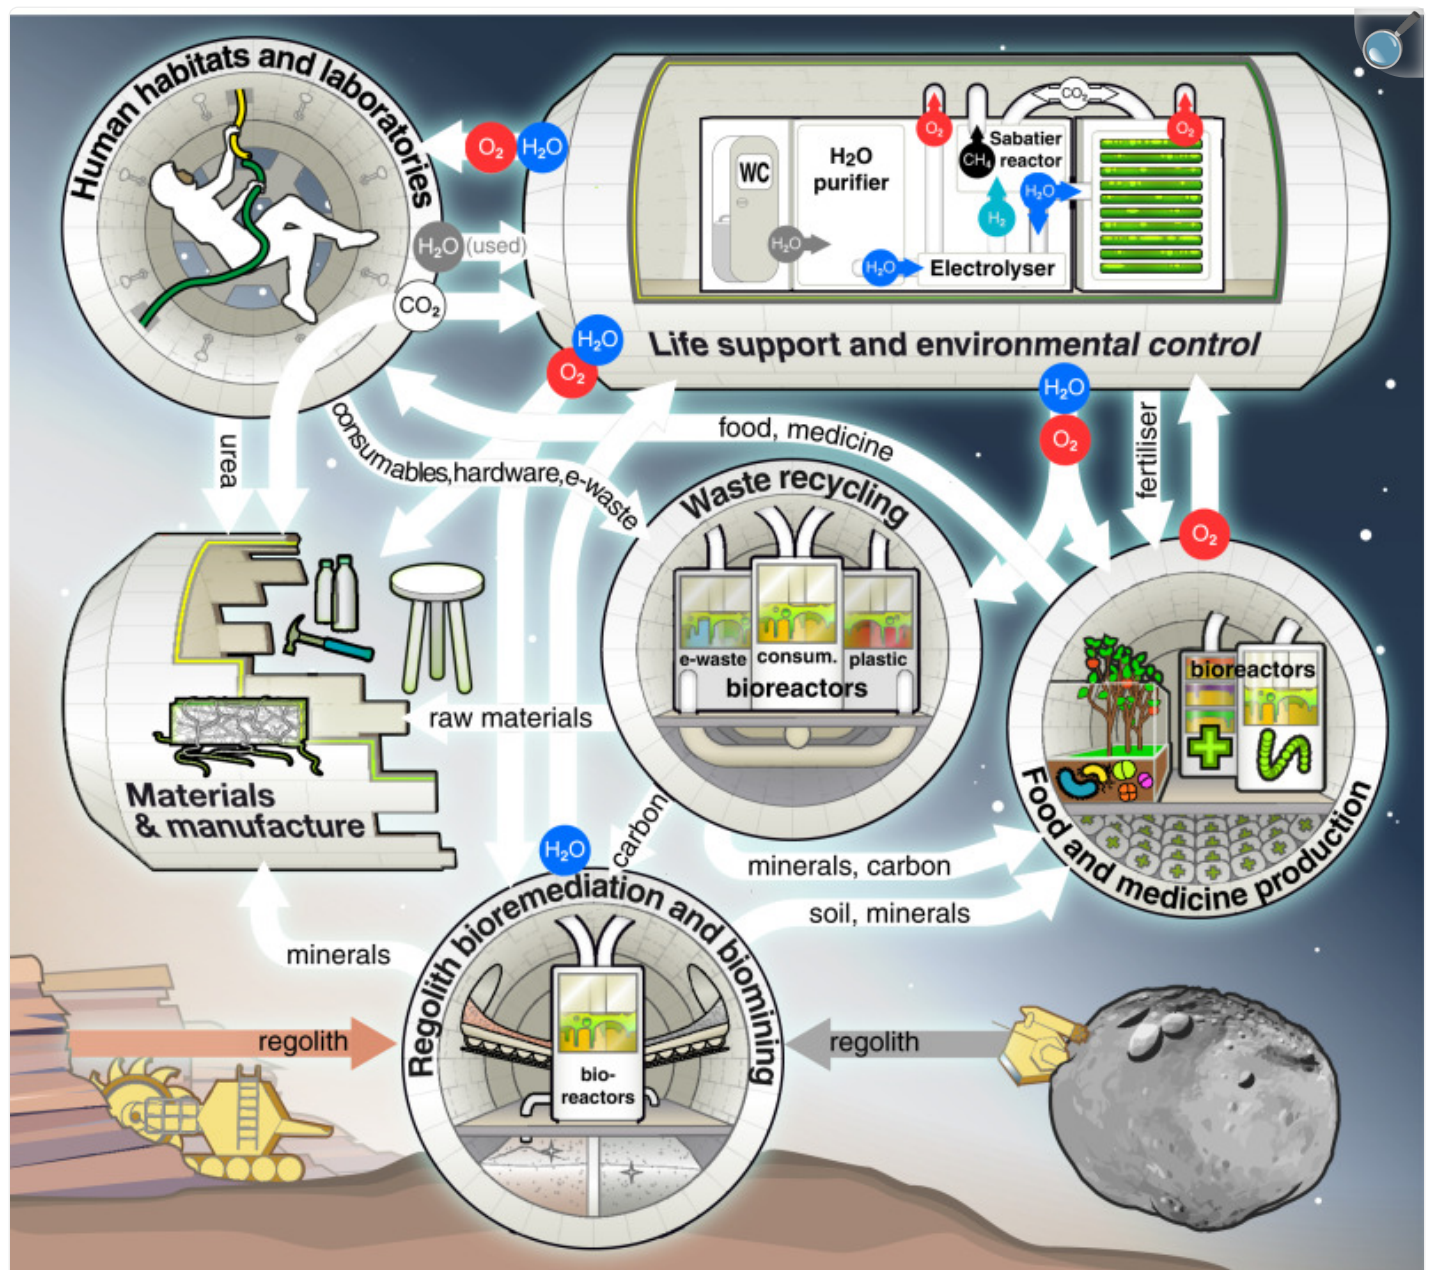 Human habitats and laboratories
O₂
H₂O
H₂O
(used)
CO₂
WC
H₂O
purifier
H₂O
H₂O
O₂
CH₄
Sabatier
reactor
CO₂
H₂
H₂O
Electrolyser
O₂
Life support and environmental control
H₂O
O₂
H₂O
O₂
fertiliser
O₂
urea
consumables,hardware,e-waste
food, medicine
Waste recycling
e-waste
consum.
plastic
bioreactors
raw materials
Materials
& manufacture
bioreactors
Food and medicine production
carbon
minerals, carbon
soil, minerals
H₂O
minerals
Regolith bioremediation and biomining
bio-
reactors
regolith
regolith